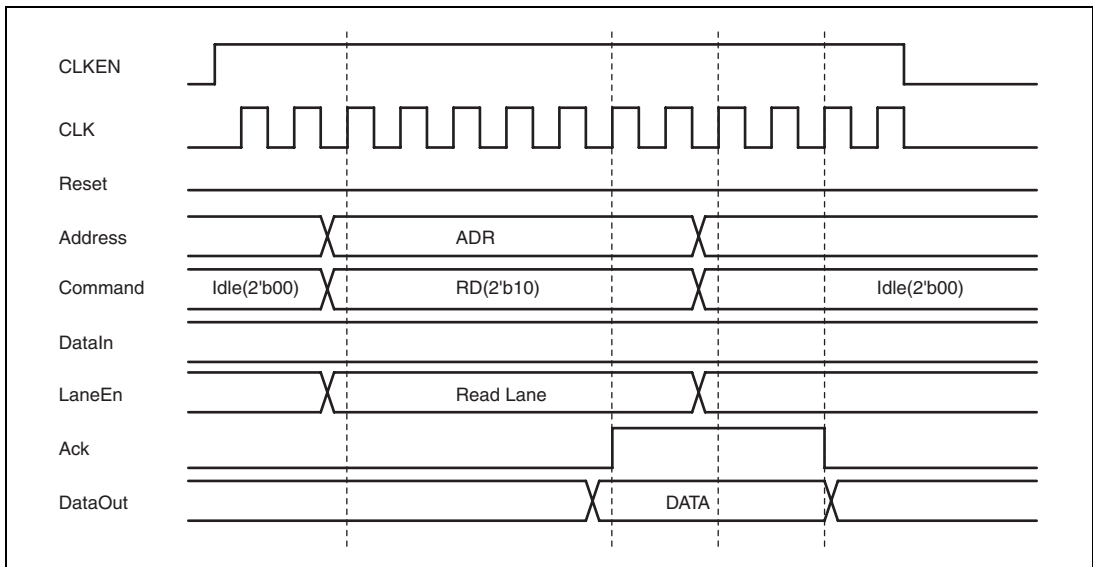 CLKEN
CLK
Reset
Address ADR
Command Idle(2'b00) RD(2'b10) Idle(2'b00)
DataIn
LaneEn Read Lane
Ack
DataOut DATA